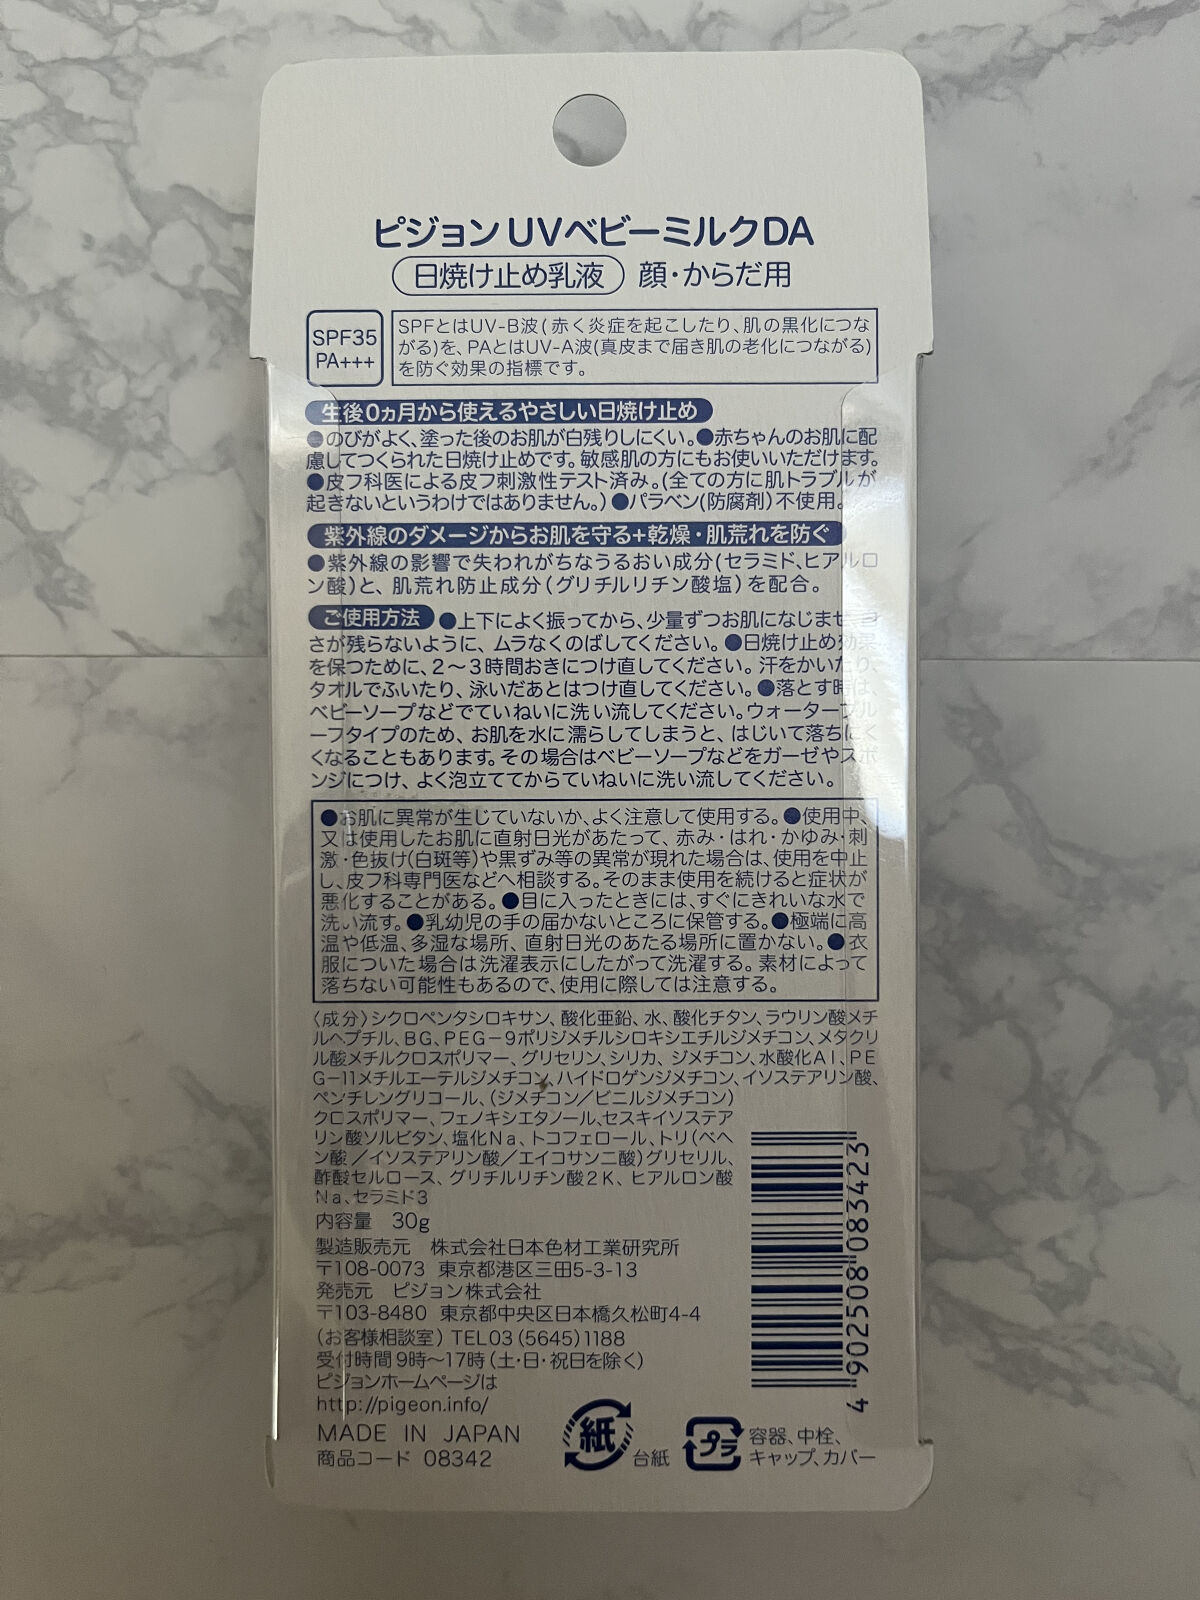 ピジョン UVベビーミルクDA
日焼け止め乳液 顔・からだ用
SPF35
PA+++
SPFとはUV-B波(赤く炎症を起こしたり、肌の黒化につな
がる)を、PAとはUV-A波(真皮まで届き肌の老化につながる)
を防ぐ効果の指標です。
生後0ヵ月から使えるやさしい日焼け止め
●のびがよく、塗った後のお肌が白残りしにくい。●赤ちゃんのお肌に配
慮してつくられた日焼け止めです。敏感肌の方にもお使いいただけます。
●皮フ科医による皮フ刺激性テスト済み。(全ての方に肌トラブルが
起きないというわけではありません。)●パラベン(防腐剤)不使用。
紫外線のダメージからお肌を守る+乾燥・肌荒れを防ぐ
●紫外線の影響で失われがちなうるおい成分(セラミド、ヒアルロ
ン酸)と、肌荒れ防止成分(グリチルリチン酸塩)を配合。
ご使用方法 ●上下によく振ってから、少量ずつお肌になじませ、白
さが残らないように、ムラなくのばしてください。●日焼け止め効果
を保つために、2〜3時間おきにつけ直してください。汗をかいたり、
タオルでふいたり、泳いだあとはつけ直してください。●落とす時は、
ベビーソープなどでていねいに洗い流してください。ウォータープル
ーフタイプのため、お肌を水に濡らしてしまうと、はじいて落ちにく
くなることもあります。その場合はベビーソープなどをガーゼやスポ
ンジにつけ、よく泡立ててからていねいに洗い流してください。
●お肌に異常が生じていないか、よく注意して使用する。●使用中、
又は使用したお肌に直射日光があたって、赤み・はれ・かゆみ・刺
激・色抜け(白斑等)や黒ずみ等の異常が現れた場合は、使用を中止
し、皮フ科専門医などへ相談する。そのまま使用を続けると症状が
悪化することがある。●目に入ったときには、すぐにきれいな水で
洗い流す。●乳幼児の手の届かないところに保管する。●極端に高
温や低温、多湿な場所、直射日光のあたる場所に置かない。●衣
服についた場合は洗濯表示にしたがって洗濯する。素材によって
落ちない可能性もあるので、使用に際しては注意する。
〈成分〉シクロペンタシロキサン、酸化亜鉛、水、酸化チタン、ラウリン酸メチ
ルヘプチル、BG、PEG-9ポリジメチルシロキシエチルジメチコン、メタクリ
ル酸メチルクロスポリマー、グリセリン、シリカ、ジメチコン、水酸化Al、PE
G-11メチルエーテルジメチコン、ハイドロゲンジメチコン、イソステアリン酸、
ペンチレングリコール、(ジメチコン/ビニルジメチコン)
クロスポリマー、フェノキシエタノール、セスキイソステア
リン酸ソルビタン、塩化Na、トコフェロール、トリ(ベヘ
ン酸/イソステアリン酸/エイコサン二酸)グリセリル、
酢酸セルロース、グリチルリチン酸2K、ヒアルロン酸
Na、セラミド3
内容量 30g
製造販売元 株式会社日本色材工業研究所
〒108-0073 東京都港区三田5-3-13
発売元 ピジョン株式会社
〒103-8480 東京都中央区日本橋久松町4-4
(お客様相談室)TEL03(5645)1188
受付時間9時〜17時(土・日・祝日を除く)
ピジョンホームページは
http://pigeon.info/
MADE IN JAPAN
商品コード 08342
4 902508 083423
紙
台紙
プラ
容器、中栓、
キャップ、カバー